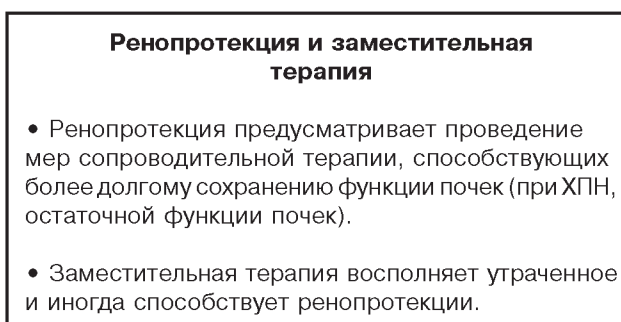 Ренопротекция и заместительная
терапия
• Ренопротекция предусматривает проведение
мер сопроводительной терапии, способствующих
более долгому сохранению функции почек (при ХПН,
остаточной функции почек).
• Заместительная терапия восполняет утраченное
и иногда способствует ренопротекции.